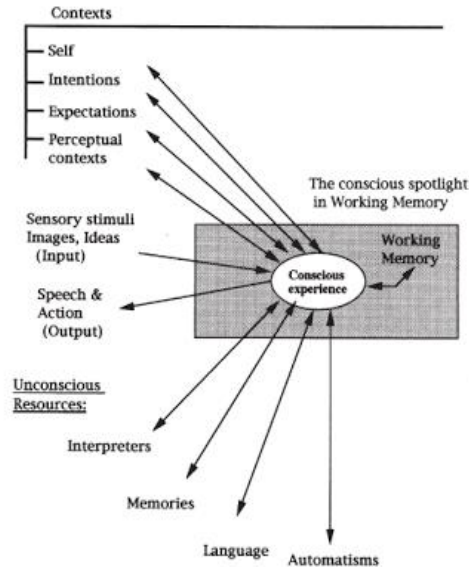 Contexts
Self
Intentions
Expectations
Perceptual
contexts
The conscious spotlight
in Working Memory
Sensory stimuli
Images, Ideas
(Input)
Working
Memory
Conscious
experience
Speech &
Action
(Output)
Unconscious
Resources:
Interpreters
Memories
Language
Automatisms